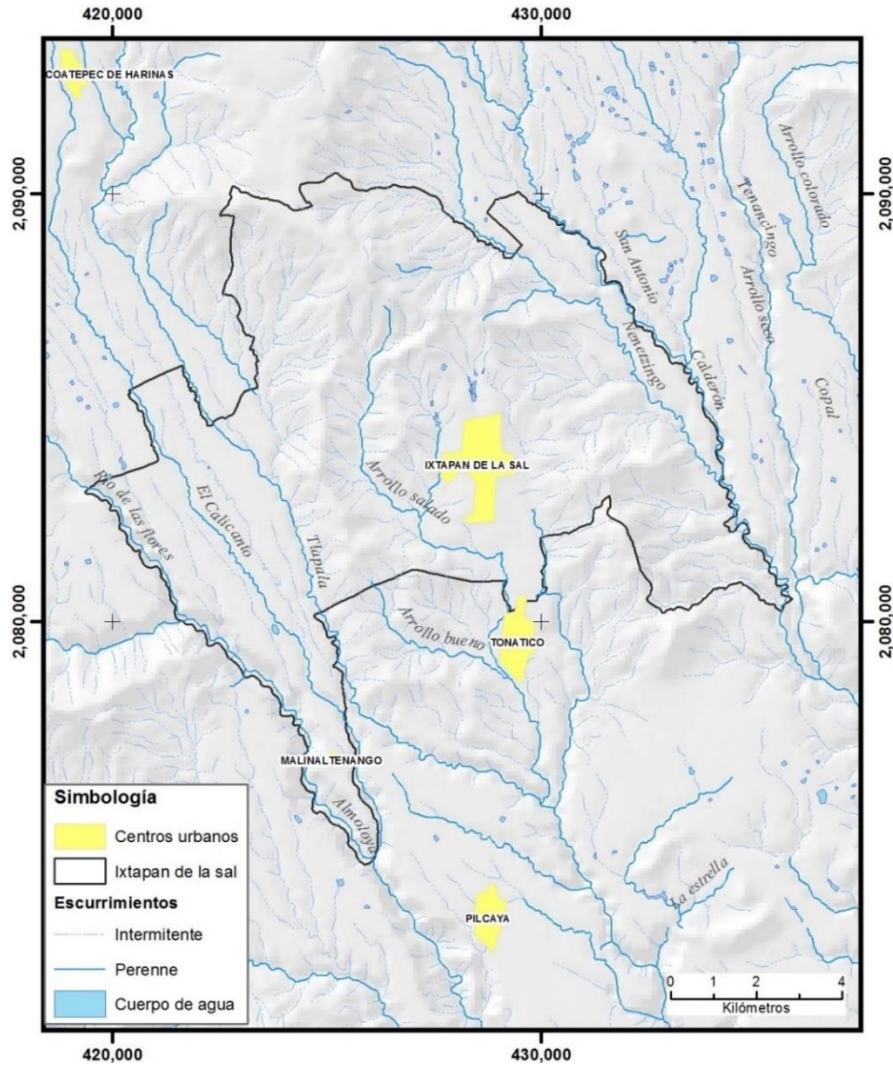 420,000
430,000
COATEPEC DE HARINAS
2,090,000
2,090,000
Arrollo colorado
Tenancingo
San Antonio
Arrollo seco
Nenetzingo
Calderón
Copal
IXTAPAN DE LA SAL
Arrollo salado
Río de las flores
El Calicanto
Tlapala
2,080,000
2,080,000
Arrollo bueno
TONATICO
MALINALTENANGO
Almoloya
La estrella
PILCAYA
Simbología
Centros urbanos
Ixtapan de la sal
Escurrimientos
Intermitente
Perenne
Cuerpo de agua
0 1 2 4
Kilómetros
420,000
430,000